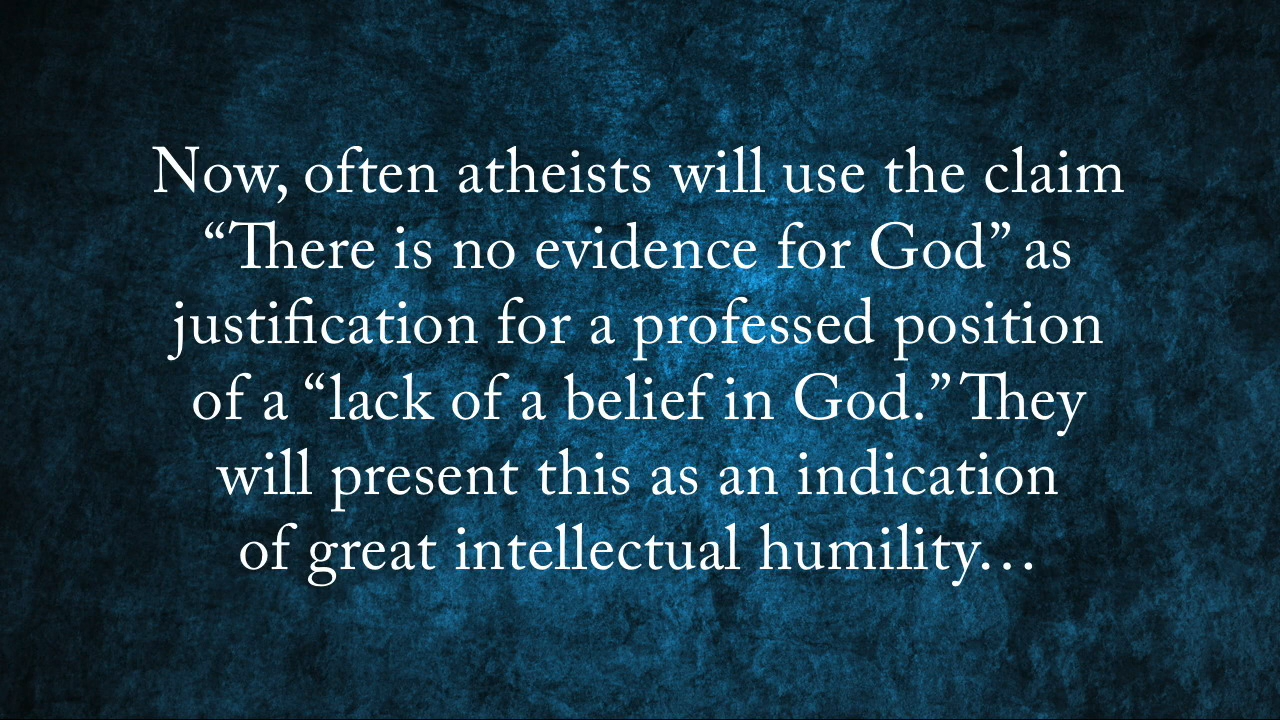 Now, often atheists will use the claim
“There is no evidence for God” as
justification for a professed position
of a “lack of a belief in God.” They
will present this as an indication
of great intellectual humility…